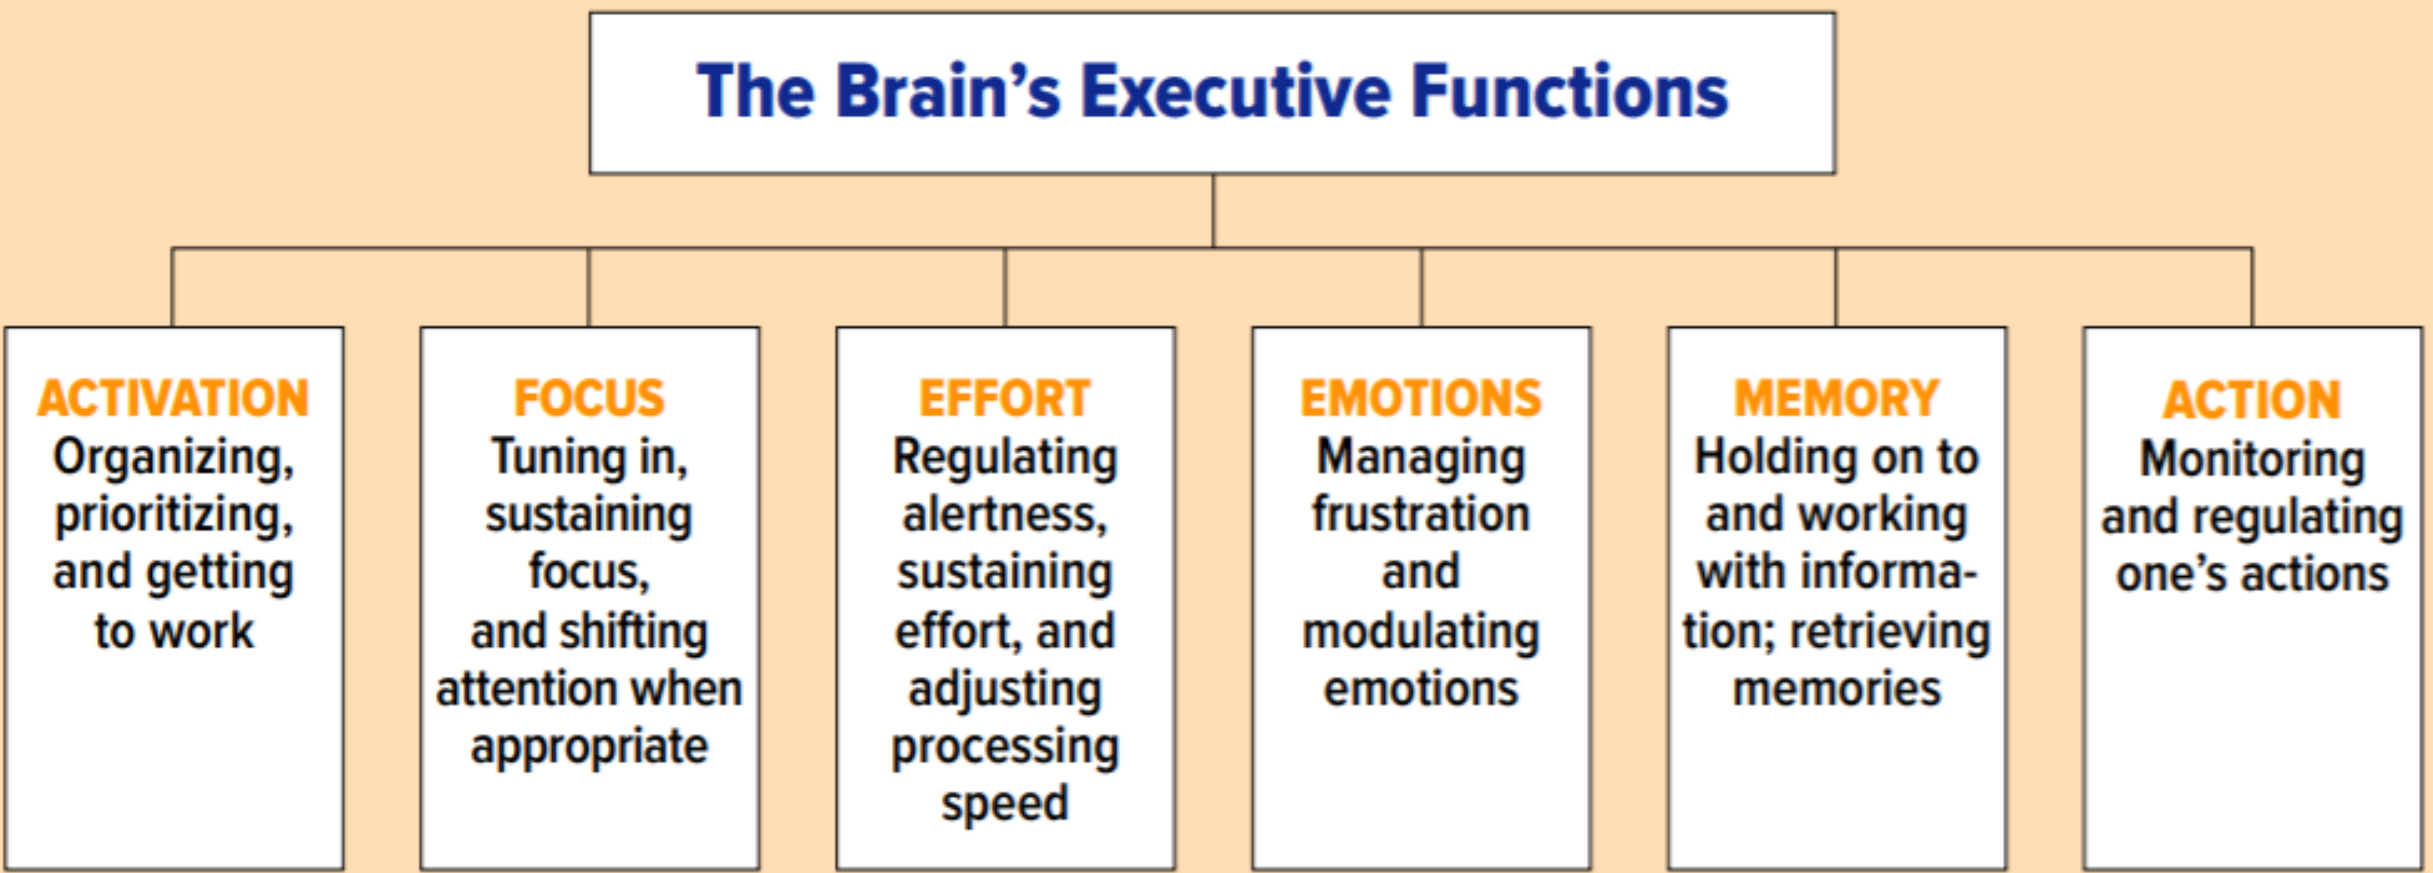 The Brain’s Executive Functions
ACTIVATION
Organizing,
prioritizing,
and getting
to work
FOCUS
Tuning in,
sustaining
focus,
and shifting
attention when
appropriate
EFFORT
Regulating
alertness,
sustaining
effort, and
adjusting
processing
speed
EMOTIONS
Managing
frustration
and
modulating
emotions
MEMORY
Holding on to
and working
with informa-
tion; retrieving
memories
ACTION
Monitoring
and regulating
one’s actions